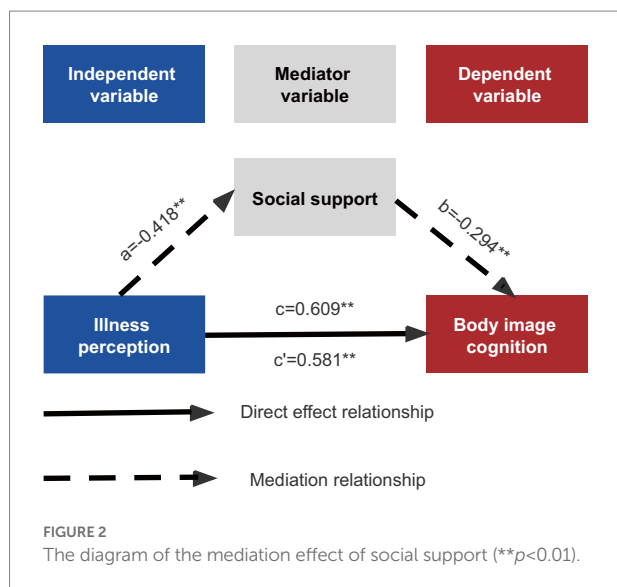 Independent
variable
Mediator
variable
Dependent
variable
Social support
a=-0.418**
b=-0.294**
Illness
perception
c=0.609**
c'=0.581**
Body image
cognition
Direct effect relationship
Mediation relationship
FIGURE 2
The diagram of the mediation effect of social support (**p<0.01).